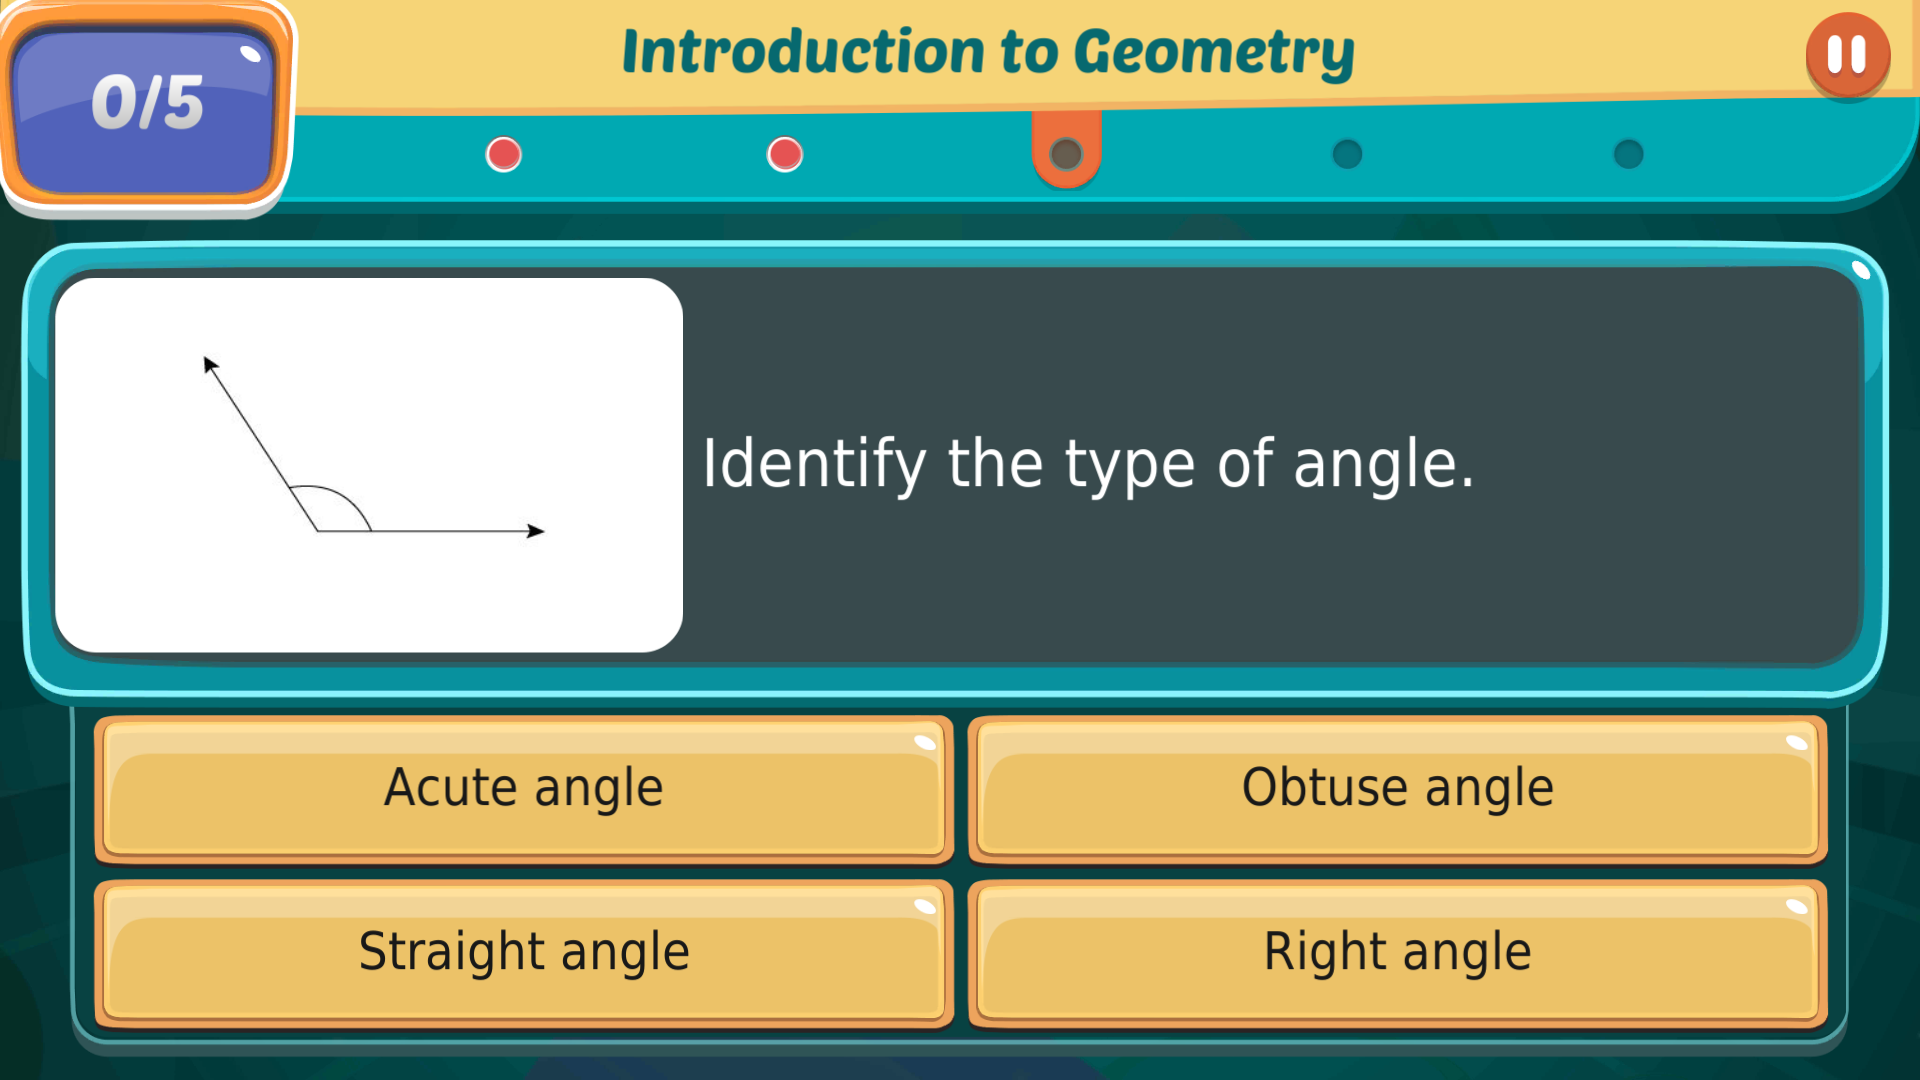 0/5
Introduction to Geometry
Identify the type of angle.
Acute angle
Obtuse angle
Straight angle
Right angle